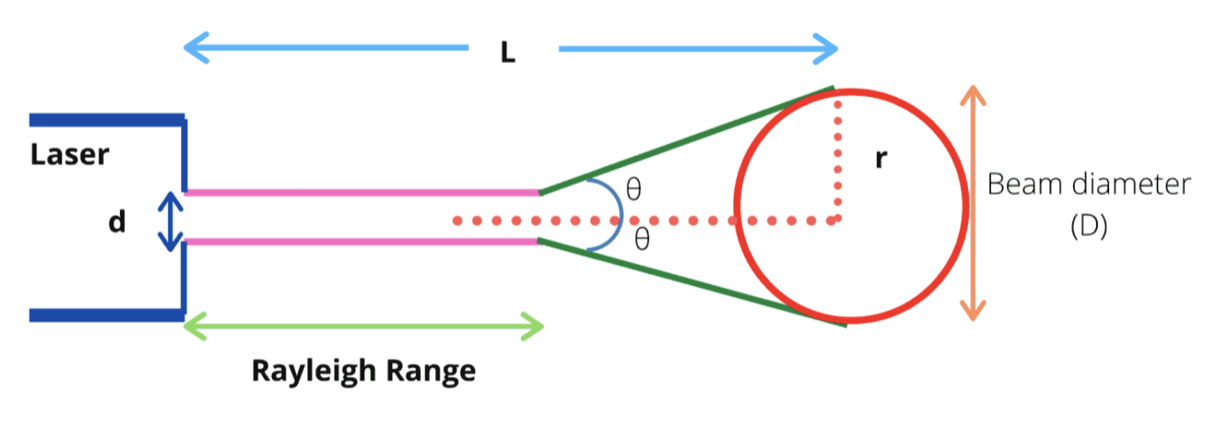 L
Laser
d
θ
θ
r
Beam diameter
(D)
Rayleigh Range